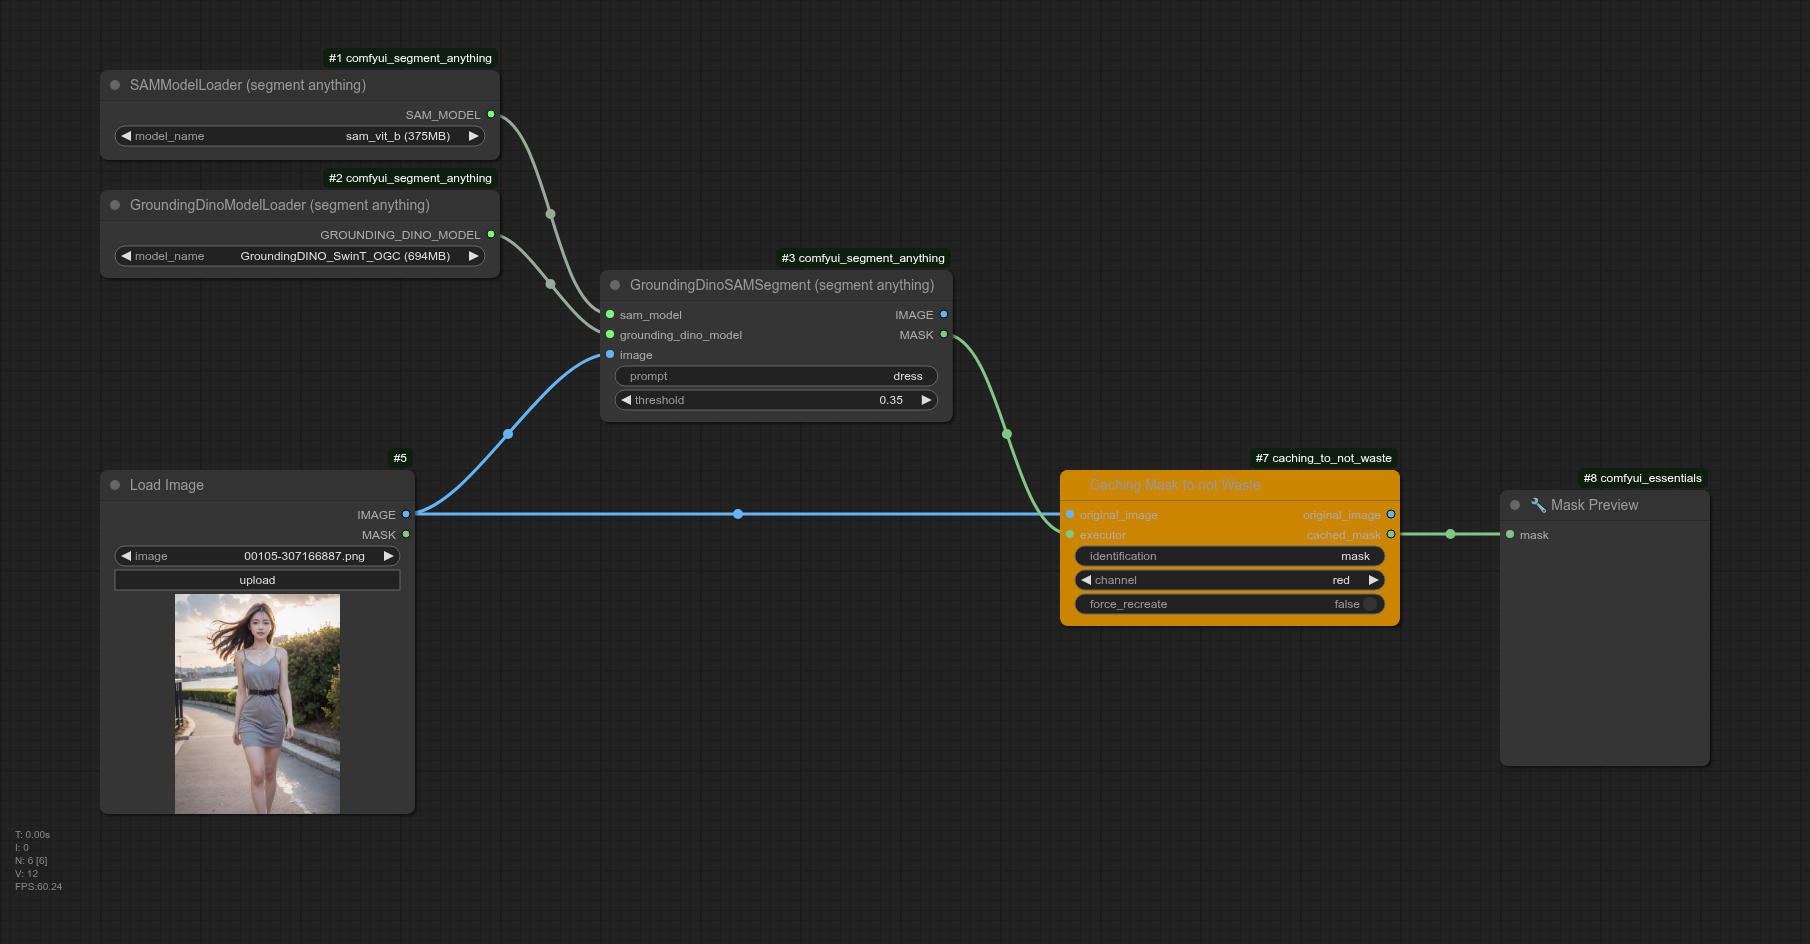 #1 comfyui_segment_anything
SAMModelLoader (segment anything)
SAM_MODEL
model_name sam_vit_b (375MB)
#2 comfyui_segment_anything
GroundingDinoModelLoader (segment anything)
GROUNDING_DINO_MODEL
model_name GroundingDINO_SwinT_OGC (694MB)
#3 comfyui_segment_anything
GroundingDinoSAMSegment (segment anything)
sam_model IMAGE
grounding_dino_model MASK
image
prompt dress
threshold 0.35
#5
Load Image
IMAGE
MASK
image 00105-307166887.png
upload
#7 caching_to_not_waste
Caching Mask to not Waste
original_image original_image
executor cached_mask
identification mask
channel red
force_recreate false
#8 comfyui_essentials
🔧 Mask Preview
mask
T: 0.00s
I: 0
N: 6 [6]
V: 12
FPS:60.24